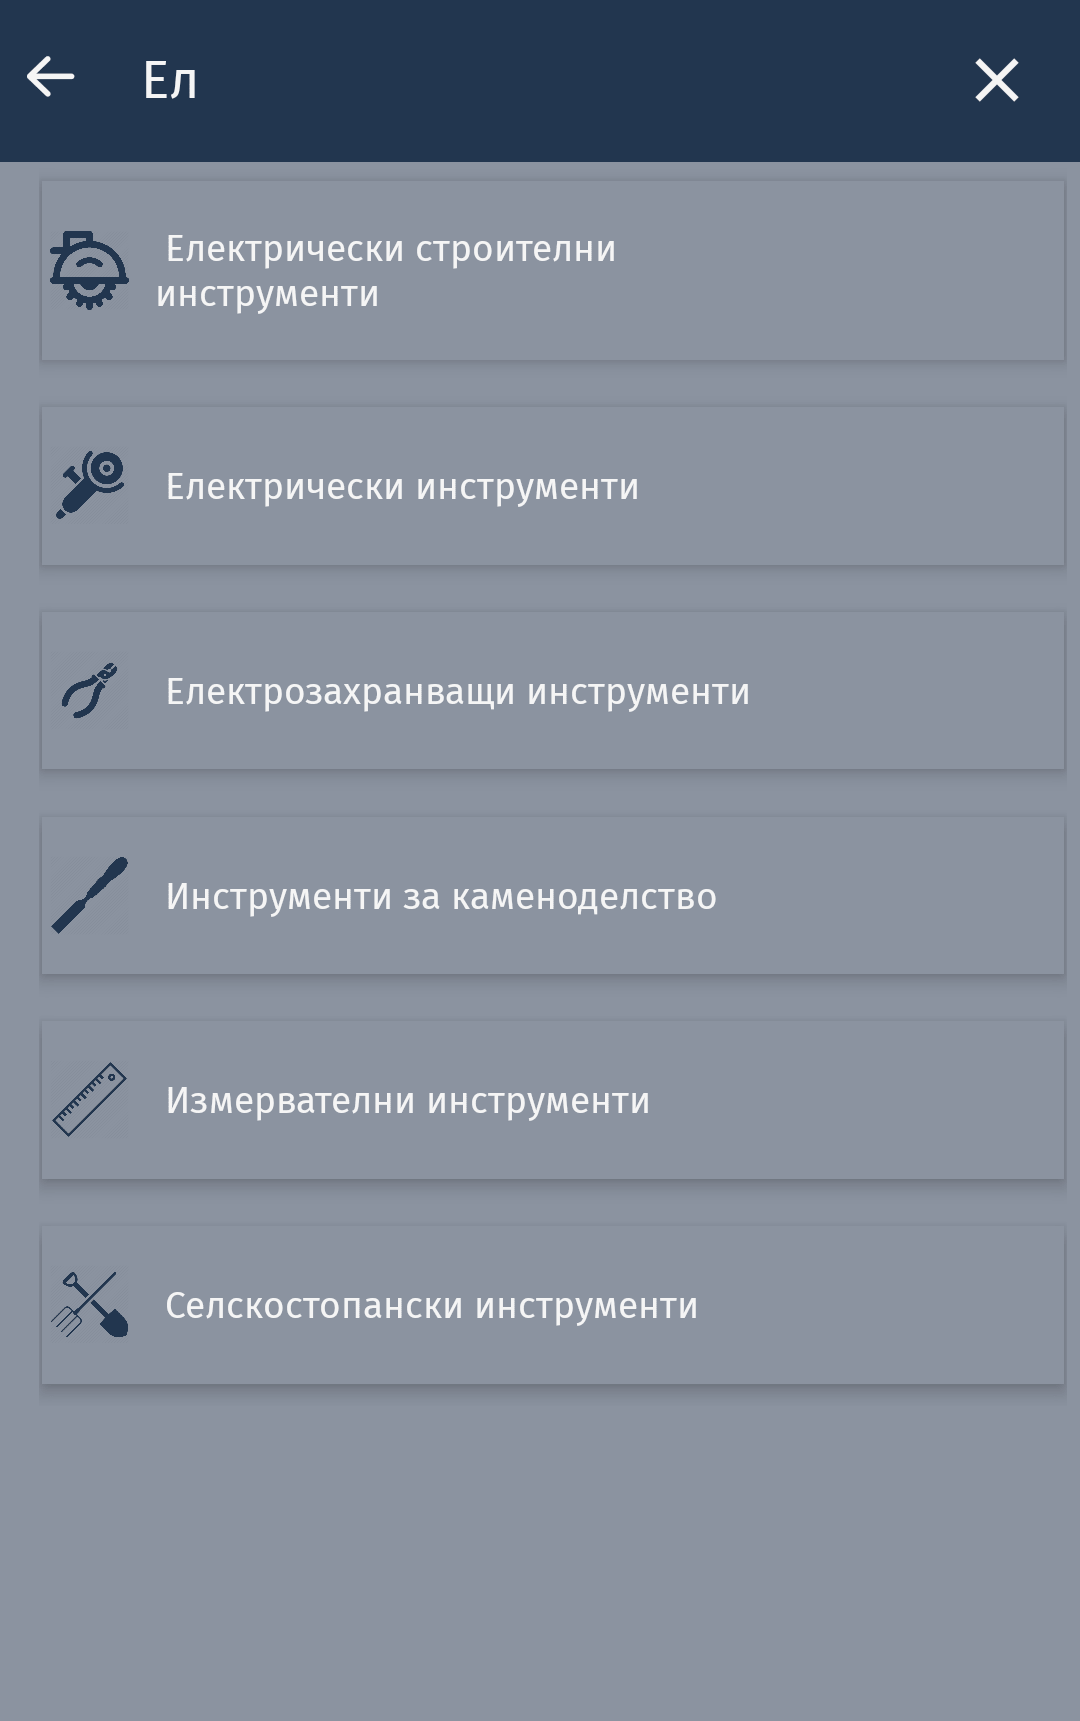 Ел
Електрически строителни
инструменти
Електрически инструменти
Електрозахранващи инструменти
Инструменти за каменоделство
Измервателни инструменти
Селскостопански инструменти